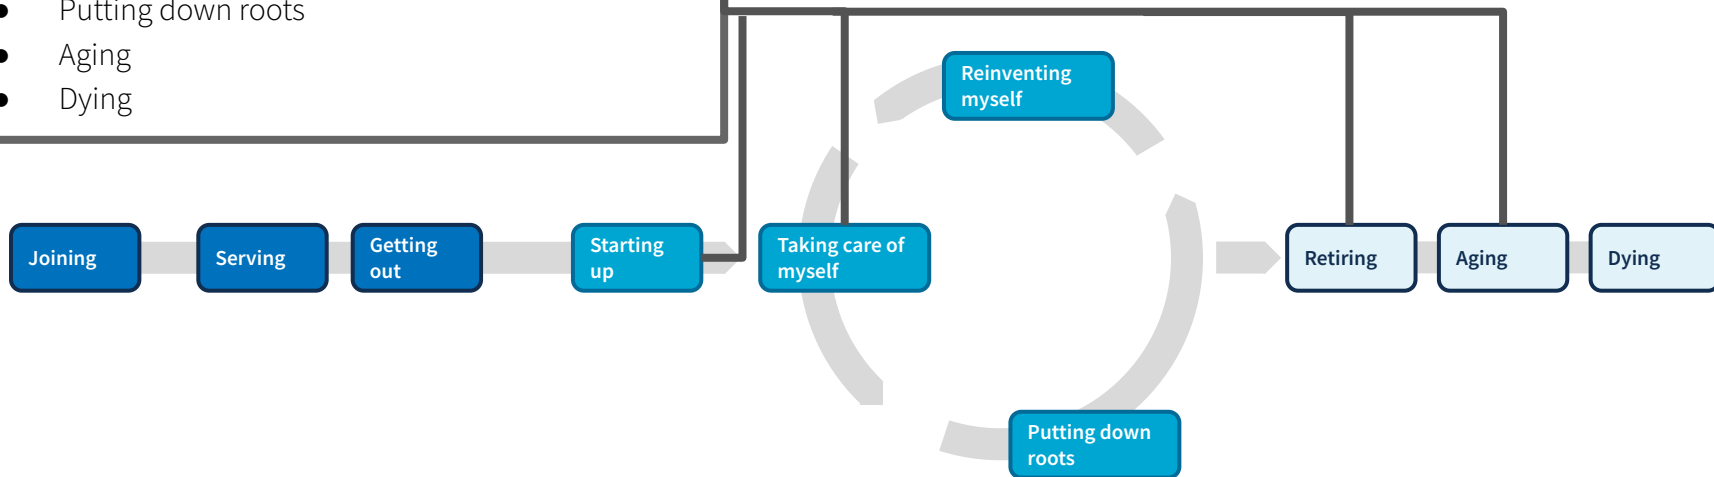 ● Putting down roots
● Aging
● Dying
Reinventing
myself
Joining
Serving
Getting
out
Starting
up
Taking care of
myself
Retiring
Aging
Dying
Putting down
roots